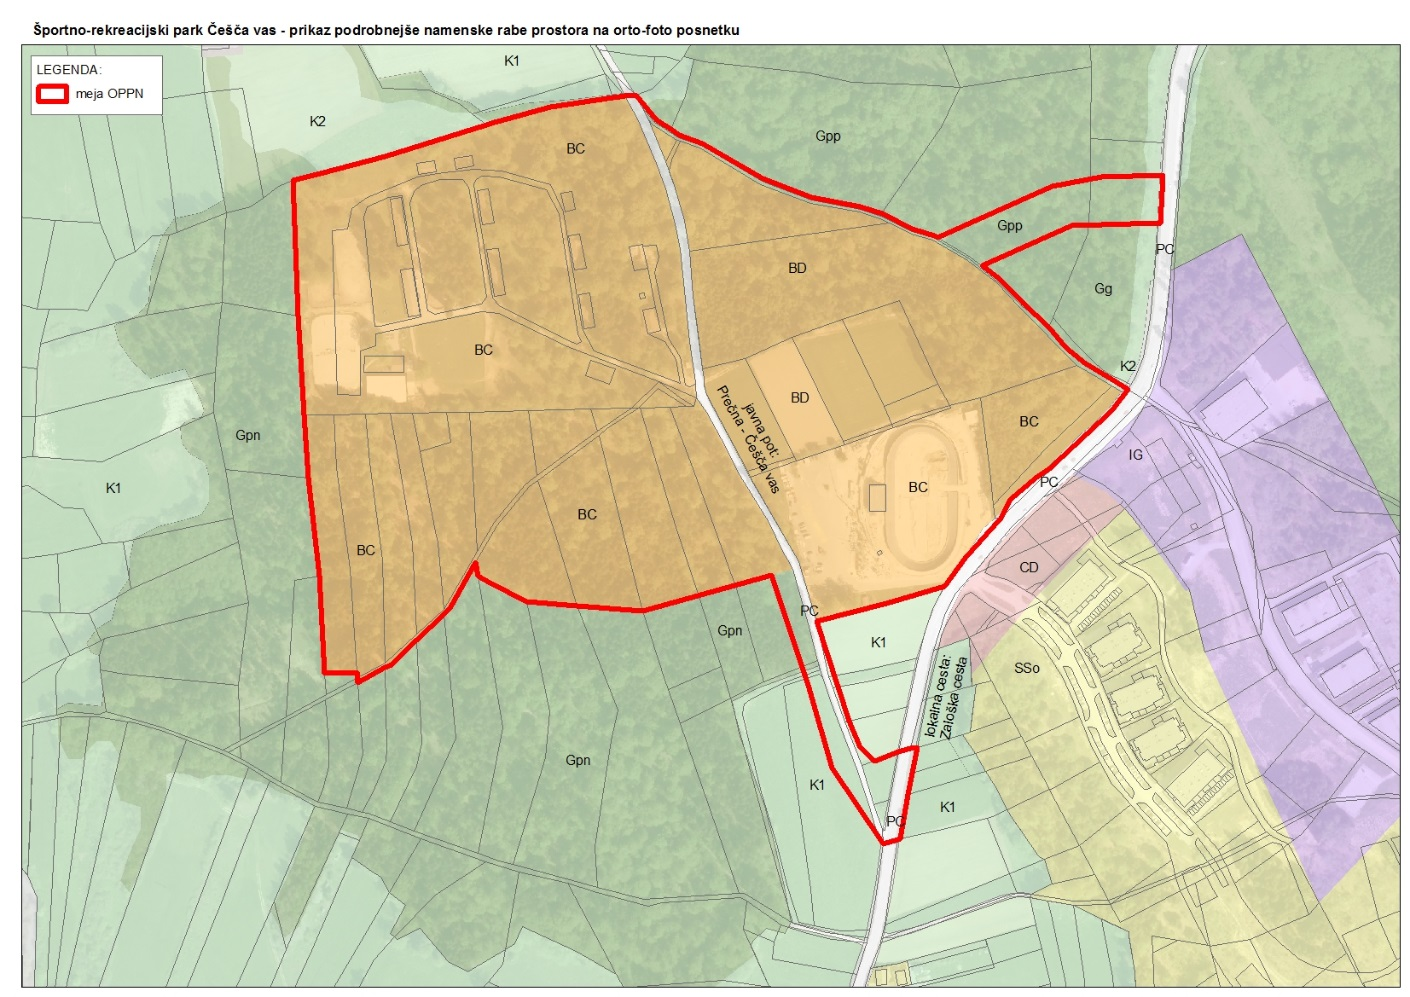 Športno-rekreacijski park Češča vas - prikaz podrobnejše namenske rabe prostora na orto-foto posnetku
LEGENDA:
meja OPPN
K1
K2
BC
Gpp
Gpp
PC
BD
Gg
BC
K2
BD
javna pot:
Prečna - Češča vas
BC
Gpn
IG
PC
K1
BC
BC
BC
CD
PC
Gpn
K1
SSo
lokalna cesta:
Zaloška cesta
Gpn
K1
K1
PC